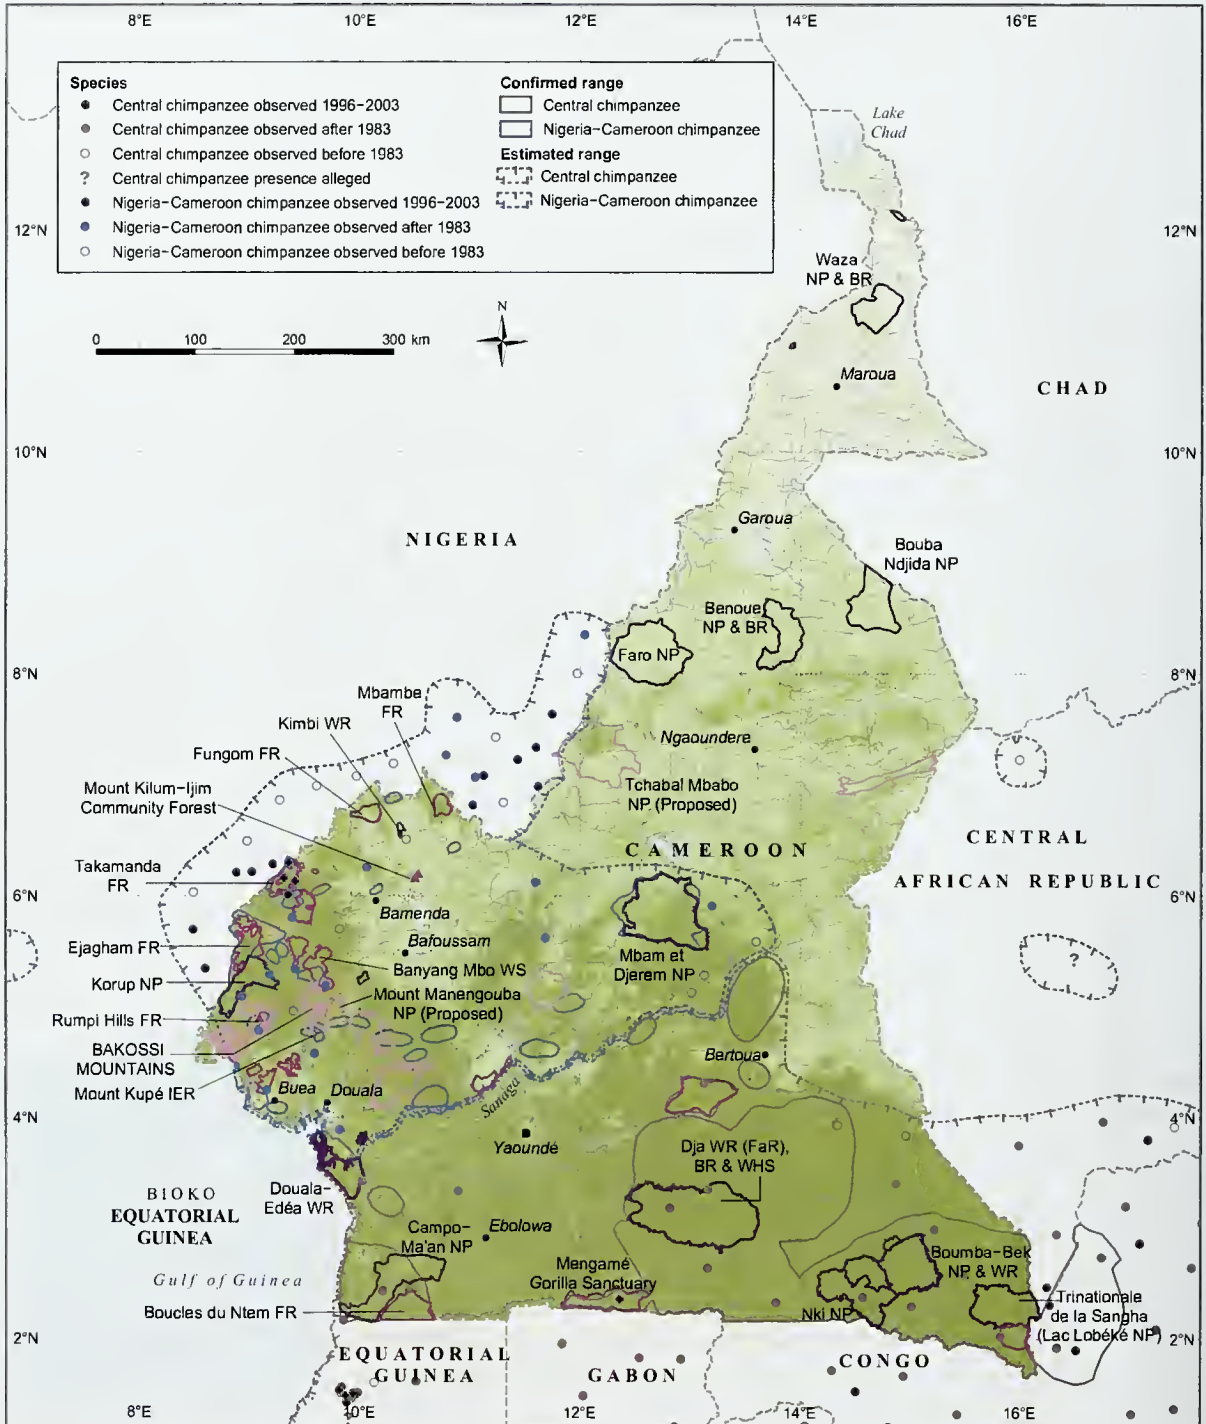 8°E 10°E 12°E 14°E 16°E
Species
Central chimpanzee observed 1996–2003
Central chimpanzee observed after 1983
Central chimpanzee observed before 1983
? Central chimpanzee presence alleged
Nigeria–Cameroon chimpanzee observed 1996–2003
Nigeria–Cameroon chimpanzee observed after 1983
Nigeria–Cameroon chimpanzee observed before 1983
Confirmed range
Central chimpanzee
Nigeria–Cameroon chimpanzee
Estimated range
Central chimpanzee
Nigeria–Cameroon chimpanzee
Lake
Chad
12°N 12°N
Waza
NP & BR
N
0 100 200 300 km
Maroua
CHAD
10°N 10°N
Garoua
NIGERIA
Bouba
Ndjida NP
Benoue
NP & BR
Faro NP
8°N 8°N
Mbambe
FR
Kimbi WR
Fungom FR
Ngaoundere
Mount Kilum–Ijim
Community Forest
Tchabal Mbabo
NP (Proposed)
CENTRAL
AFRICAN REPUBLIC
CAMEROON
Takamanda
FR
6°N 6°N
Bamenda
Bafoussam
Ejagham FR
Banyang Mbo WS
Mbam et
Djerem NP
?
Korup NP
Mount Manengouba
NP (Proposed)
Rumpi Hills FR
BAKOSSI
MOUNTAINS
Bertoua
Mount Kupé IER
Buea
Douala
Sanaga
4°N 4°N
Yaoundé
Dja WR (FaR),
BR & WHS
Douala–
Edéa WR
BIOKO
EQUATORIAL
GUINEA
Campo–
Ma'an NP
Ebolowa
Boumba–Bek
NP & WR
Mengamé
Gorilla Sanctuary
Gulf of Guinea
Boucles du Ntem FR
Nki NP
Trinationale
de la Sangha
(Lac Lobéké NP)
2°N 2°N
EQUATORIAL
GUINEA
GABON
CONGO
8°E 10°E 12°E 14°E 16°E